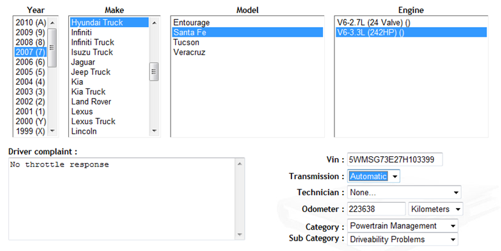 Year
Make
Model
Engine
2010 (A)
2009 (9)
2008 (8)
2007 (7)
2006 (6)
2005 (5)
2004 (4)
2003 (3)
2002 (2)
2001 (1)
2000 (Y)
1999 (X)
Hyundai Truck
Infiniti
Infiniti Truck
Isuzu Truck
Jaguar
Jeep Truck
Kia
Kia Truck
Land Rover
Lexus
Lexus Truck
Lincoln
Entourage
Santa Fe
Tucson
Veracruz
V6-2.7L (24 Valve) ()
V6-3.3L (242HP) ()
Driver complaint :
No throttle response
Vin : 5WMSG73E27H103399
Transmission : Automatic
Technician : None...
Odometer : 223638 Kilometers
Category : Powertrain Management
Sub Category : Driveability Problems